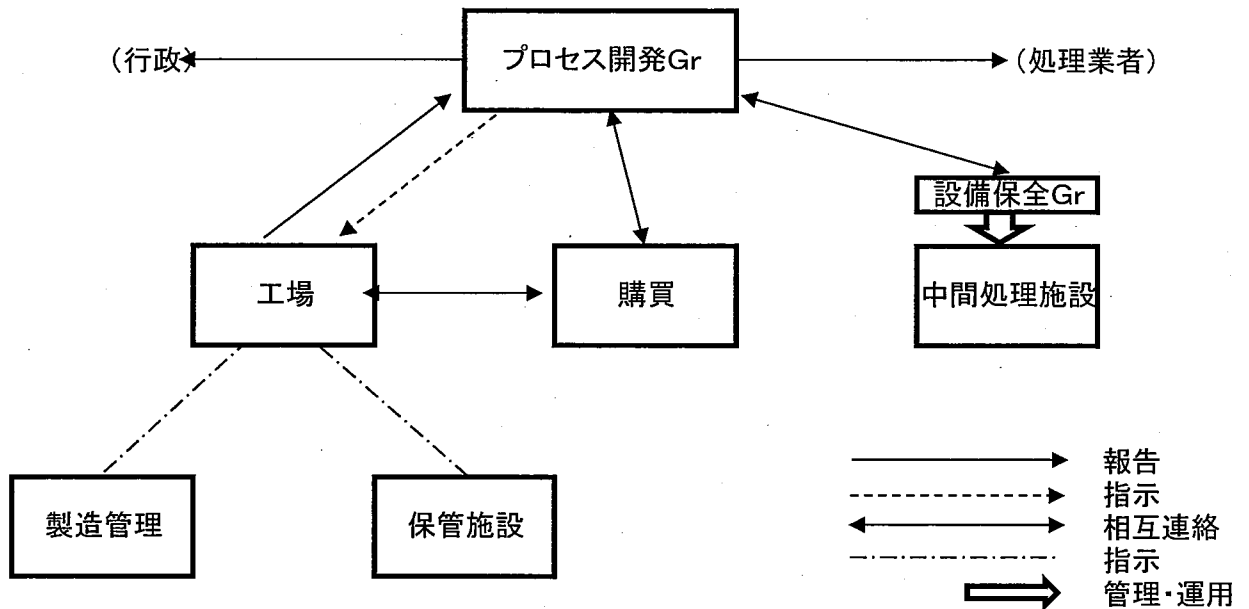 (行政)
プロセス開発Gr
(処理業者)
設備保全Gr
工場
購買
中間処理施設
製造管理
保管施設
報告
指示
相互連絡
指示
管理・運用